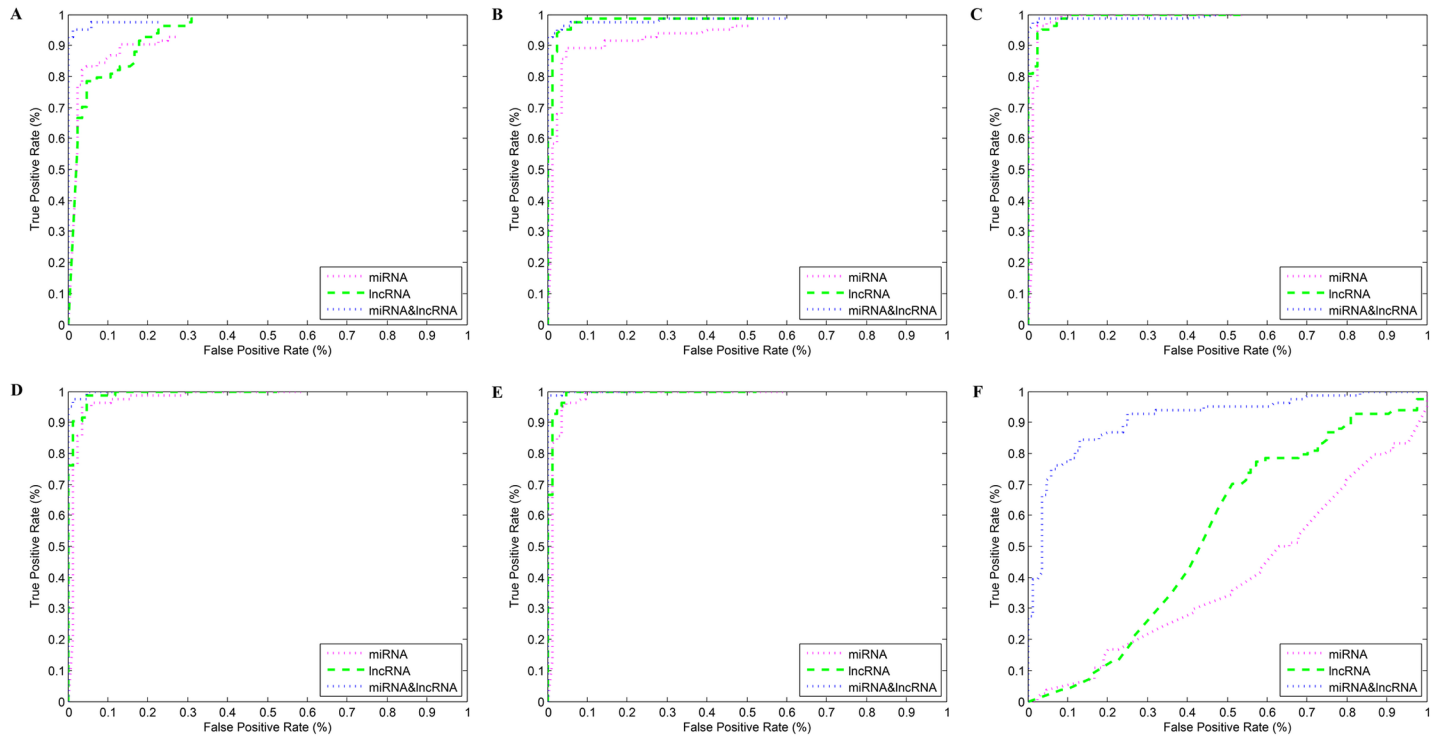 A
True Positive Rate (%)
1
0.9
0.8
0.7
0.6
0.5
0.4
0.3
0.2
0.1
0
miRNA
lncRNA
miRNA&lncRNA
0 0.1 0.2 0.3 0.4 0.5 0.6 0.7 0.8 0.9 1
False Positive Rate (%)
B
True Positive Rate (%)
1
0.9
0.8
0.7
0.6
0.5
0.4
0.3
0.2
0.1
0
miRNA
lncRNA
miRNA&lncRNA
0 0.1 0.2 0.3 0.4 0.5 0.6 0.7 0.8 0.9 1
False Positive Rate (%)
C
True Positive Rate (%)
1
0.9
0.8
0.7
0.6
0.5
0.4
0.3
0.2
0.1
0
miRNA
lncRNA
miRNA&lncRNA
0 0.1 0.2 0.3 0.4 0.5 0.6 0.7 0.8 0.9 1
False Positive Rate (%)
D
True Positive Rate (%)
1
0.9
0.8
0.7
0.6
0.5
0.4
0.3
0.2
0.1
0
miRNA
lncRNA
miRNA&lncRNA
0 0.1 0.2 0.3 0.4 0.5 0.6 0.7 0.8 0.9 1
False Positive Rate (%)
E
True Positive Rate (%)
1
0.9
0.8
0.7
0.6
0.5
0.4
0.3
0.2
0.1
0
miRNA
lncRNA
miRNA&lncRNA
0 0.1 0.2 0.3 0.4 0.5 0.6 0.7 0.8 0.9 1
False Positive Rate (%)
F
True Positive Rate (%)
1
0.9
0.8
0.7
0.6
0.5
0.4
0.3
0.2
0.1
0
miRNA
lncRNA
miRNA&lncRNA
0 0.1 0.2 0.3 0.4 0.5 0.6 0.7 0.8 0.9 1
False Positive Rate (%)